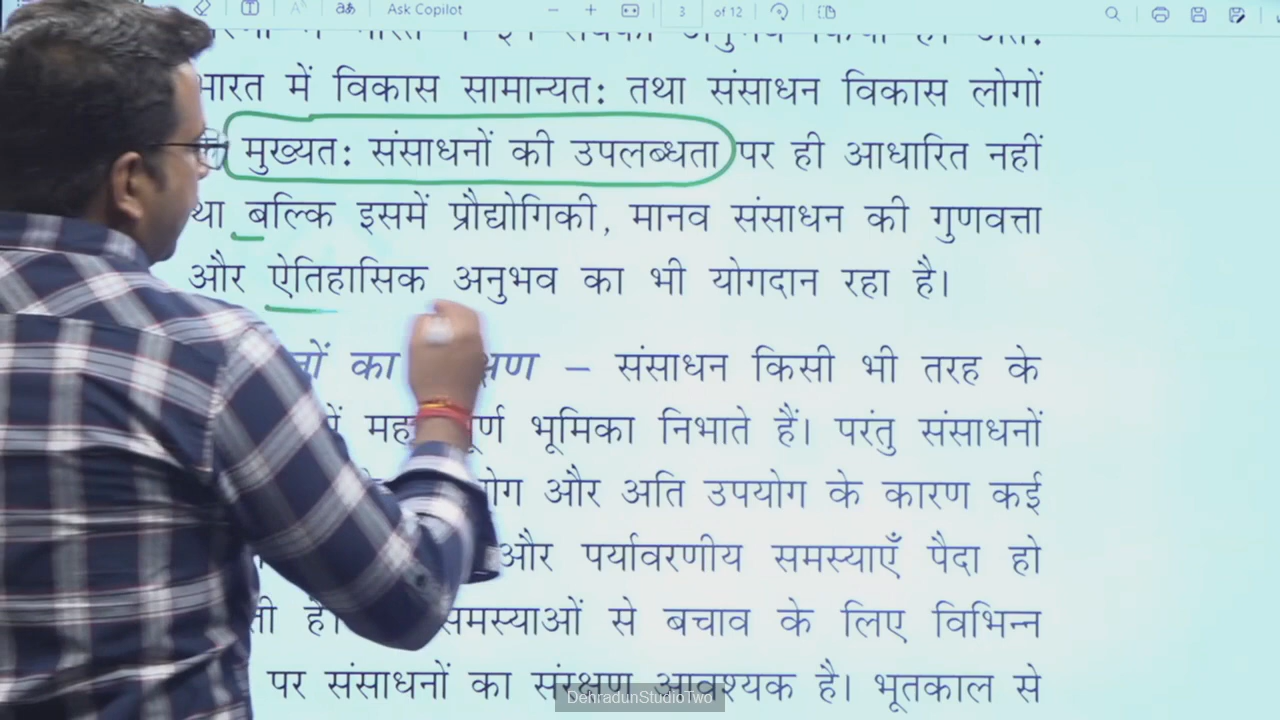 Ask Copilot
3 of 12
भारत में विकास सामान्यत: तथा संसाधन विकास लोगों
मुख्यत: संसाधनों की उपलब्धता पर ही आधारित नहीं
था बल्कि इसमें प्रौद्योगिकी, मानव संसाधन की गुणवत्ता
और ऐतिहासिक अनुभव का भी योगदान रहा है।
का – संसाधन किसी भी तरह के
भूमिका निभाते हैं। परंतु संसाधनों
और अति उपयोग के कारण कई
और पर्यावरणीय समस्याएँ पैदा हो
समस्याओं से बचाव के लिए विभिन्न
पर संसाधनों का संरक्षण आवश्यक है। भूतकाल से
DehradunStudioTwo